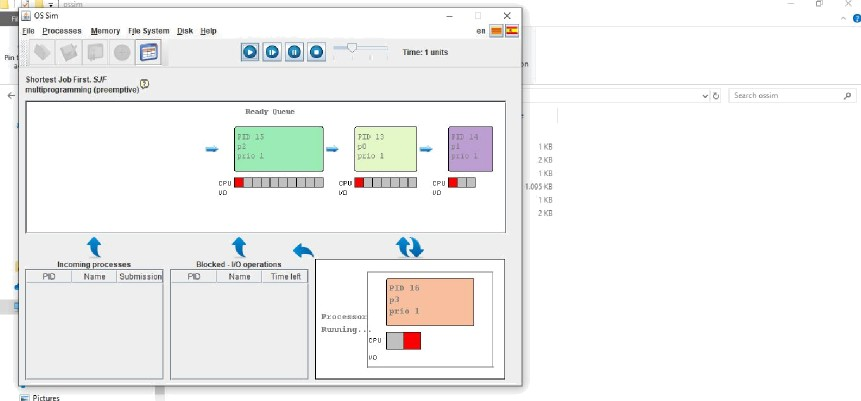 ossim
OS Sim
File Processes Memory File System Disk Help
en
Time: 1 units
Shortest Job First. SJF
multiprogramming (preemptive)
Ready Queue
PID 15
p2
prio 1
CPU
I/O
PID 13
p0
prio 1
CPU
I/O
PID 14
p1
prio 1
CPU
I/O
Incoming processes
PID Name Submission
Blocked - I/O operations
PID Name Time left
PID 16
p3
prio 1
Processor
Running...
CPU
I/O
Search ossim
1 KB
2 KB
1 KB
1.095 KB
1 KB
2 KB
Pictures